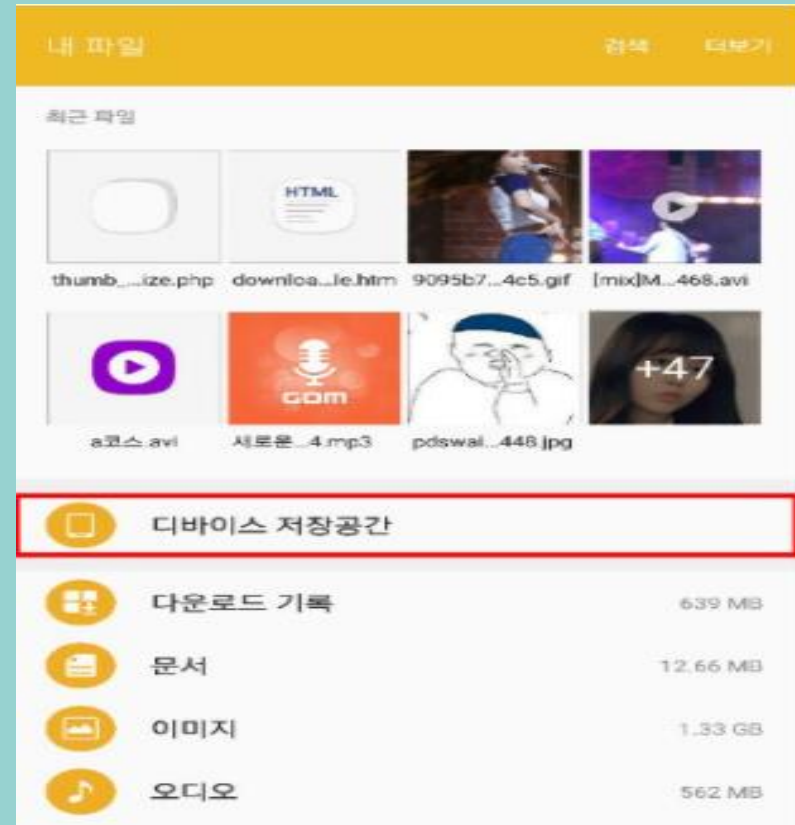 내 파일 검색 더보기
최근 파일
HTML
thumb_...ize.php downloa...le.htm 9095b7...4c5.gif [mix]M...468.avi
GOM
+47
a코스.avi 새로운...4.mp3 pdswai...448.jpg
디바이스 저장공간
다운로드 기록 639 MB
문서 12.66 MB
이미지 1.33 GB
오디오 562 MB